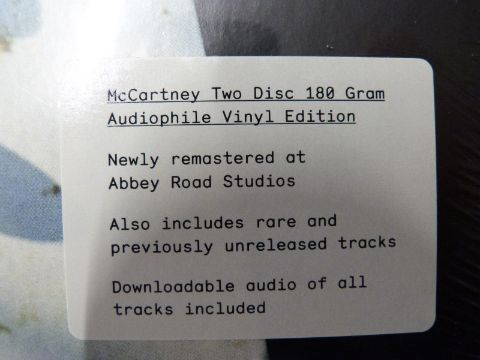 McCartney Two Disc 180 Gram
Audiophile Vinyl Edition
Newly remastered at
Abbey Road Studios
Also includes rare and
previously unreleased tracks
Downloadable audio of all
tracks included